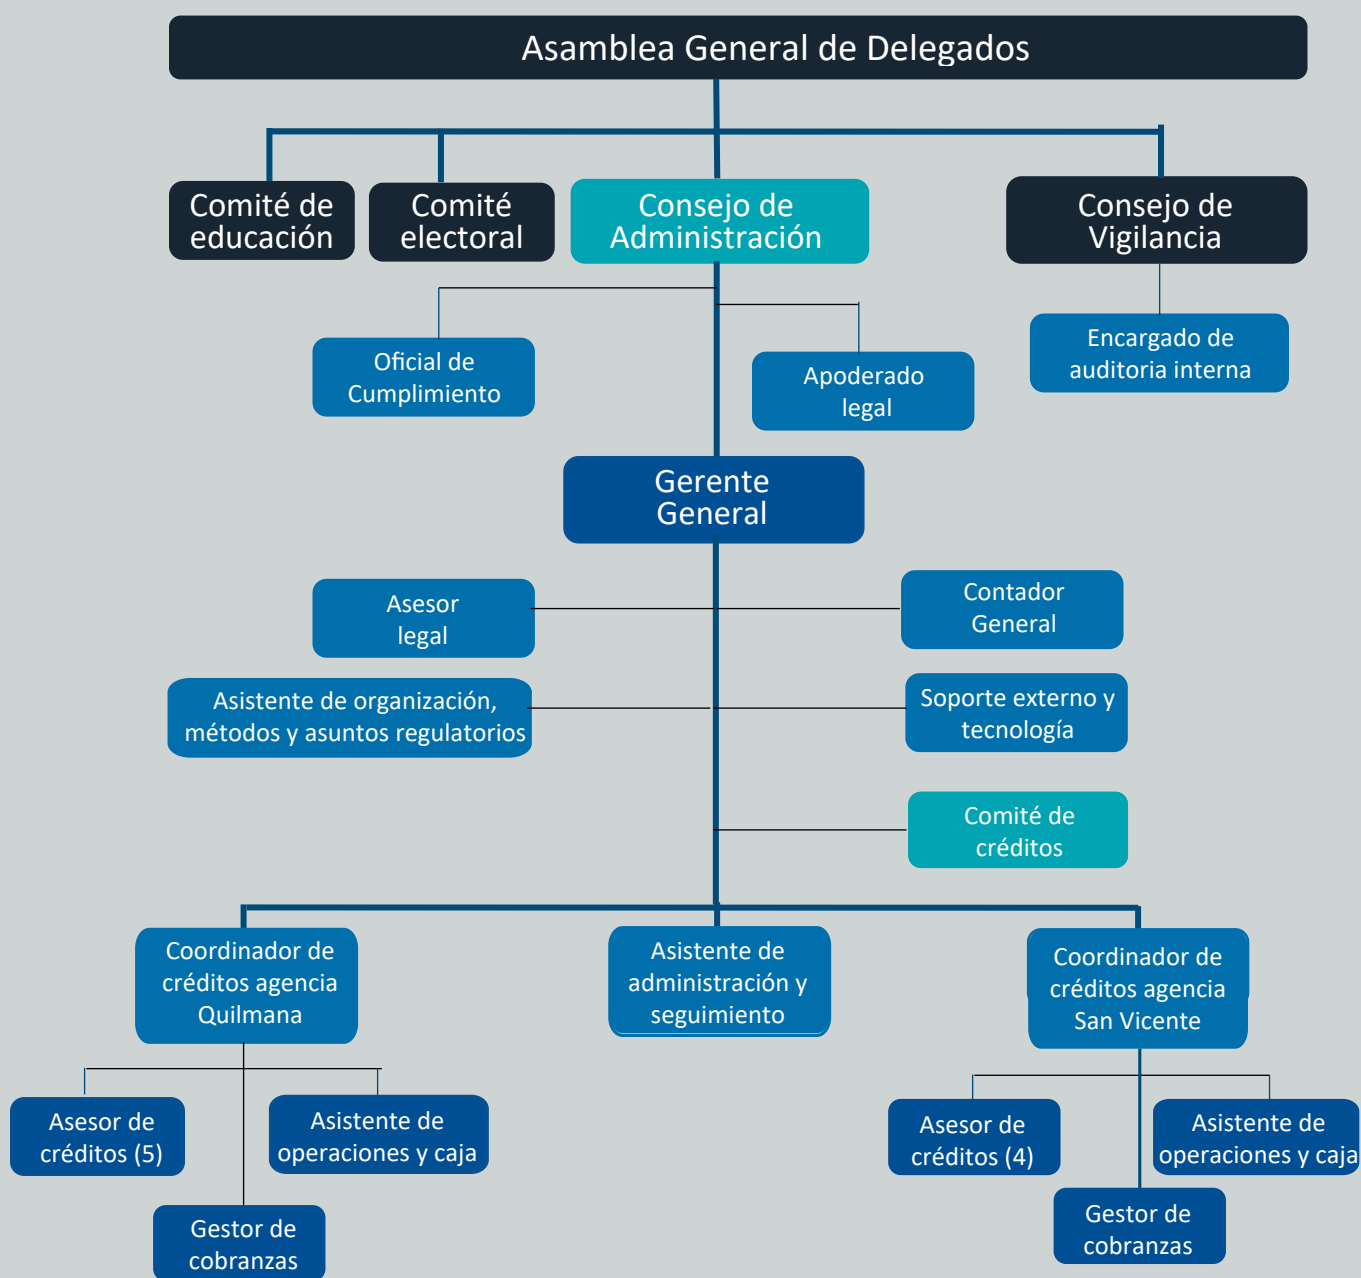 Asamblea General de Delegados
Comité de
educación
Comité
electoral
Consejo de
Administración
Consejo de
Vigilancia
Oficial de
Cumplimiento
Apoderado
legal
Encargado de
auditoria interna
Gerente
General
Asesor
legal
Contador
General
Asistente de organización,
métodos y asuntos regulatorios
Soporte externo y
tecnología
Comité de
créditos
Coordinador de
créditos agencia
Quilmana
Asistente de
administración y
seguimiento
Coordinador de
créditos agencia
San Vicente
Asesor de
créditos (5)
Asistente de
operaciones y caja
Gestor de
cobranzas
Asesor de
créditos (4)
Asistente de
operaciones y caja
Gestor de
cobranzas